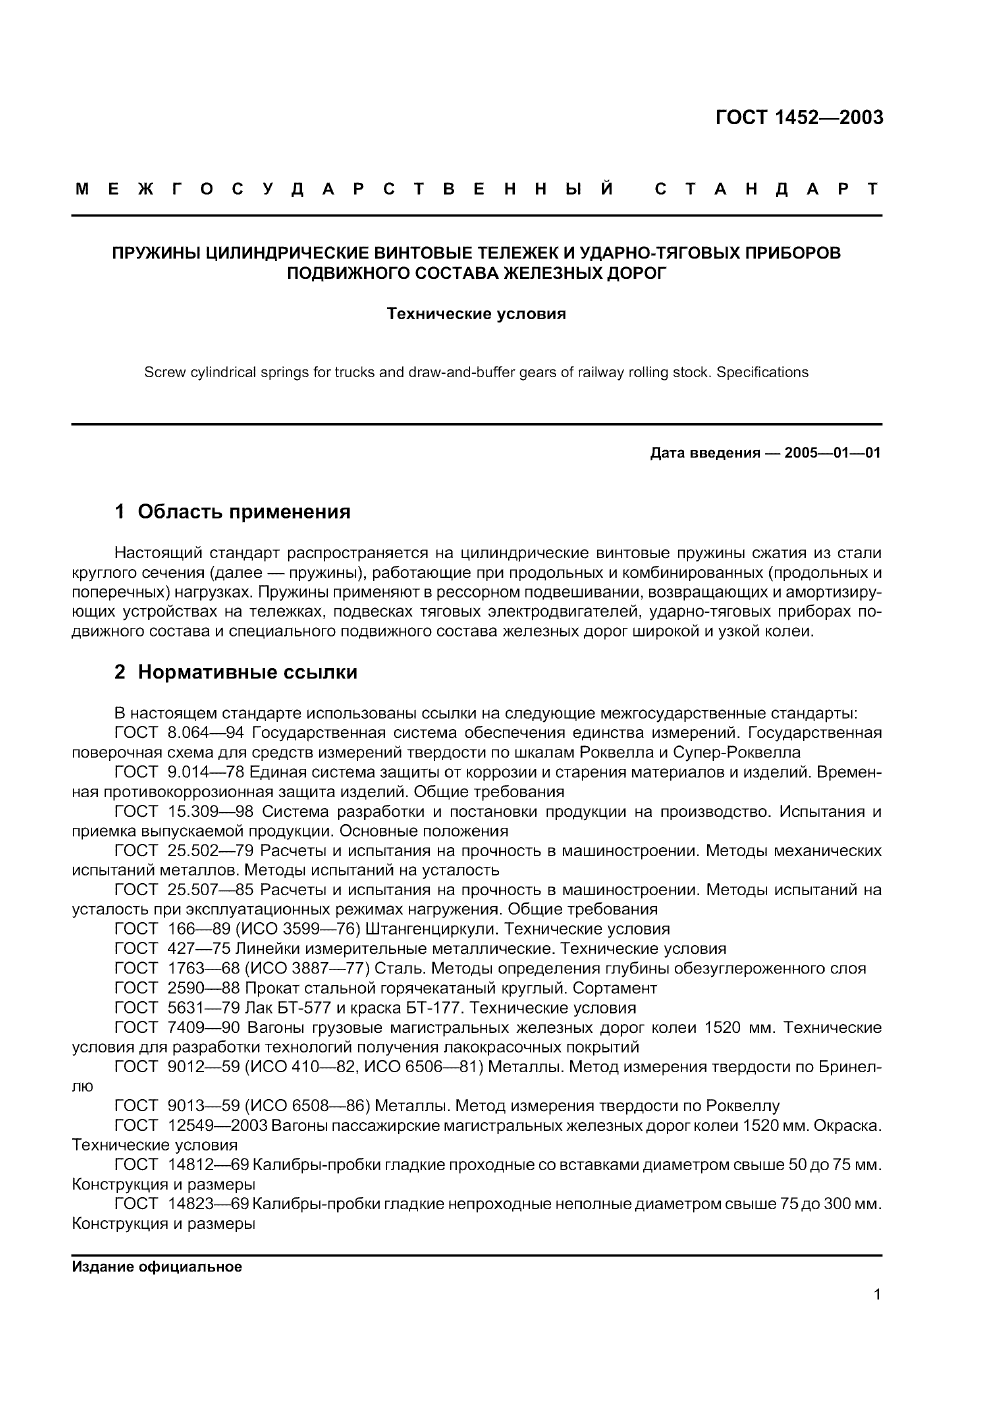 ГОСТ 1452—2003
МЕЖГОСУДАРСТВЕННЫЙ СТАНДАРТ
ПРУЖИНЫ ЦИЛИНДРИЧЕСКИЕ ВИНТОВЫЕ ТЕЛЕЖЕК И УДАРНО-ТЯГОВЫХ ПРИБОРОВ
ПОДВИЖНОГО СОСТАВА ЖЕЛЕЗНЫХ ДОРОГ
Технические условия
Screw cylindrical springs for trucks and draw-and-buffer gears of railway rolling stock. Specifications
Дата введения — 2005—01—01
1 Область применения
Настоящий стандарт распространяется на цилиндрические винтовые пружины сжатия из стали
круглого сечения (далее — пружины), работающие при продольных и комбинированных (продольных и
поперечных) нагрузках. Пружины применяют в рессорном подвешивании, возвращающих и амортизиру-
ющих устройствах на тележках, подвесках тяговых электродвигателей, ударно-тяговых приборах по-
движного состава и специального подвижного состава железных дорог широкой и узкой колеи.
2 Нормативные ссылки
В настоящем стандарте использованы ссылки на следующие межгосударственные стандарты:
ГОСТ 8.064—94 Государственная система обеспечения единства измерений. Государственная
поверочная схема для средств измерений твердости по шкалам Роквелла и Супер-Роквелла
ГОСТ 9.014—78 Единая система защиты от коррозии и старения материалов и изделий. Времен-
ная противокоррозионная защита изделий. Общие требования
ГОСТ 15.309—98 Система разработки и постановки продукции на производство. Испытания и
приемка выпускаемой продукции. Основные положения
ГОСТ 25.502—79 Расчеты и испытания на прочность в машиностроении. Методы механических
испытаний металлов. Методы испытаний на усталость
ГОСТ 25.507—85 Расчеты и испытания на прочность в машиностроении. Методы испытаний на
усталость при эксплуатационных режимах нагружения. Общие требования
ГОСТ 166—89 (ИСО 3599—76) Штангенциркули. Технические условия
ГОСТ 427—75 Линейки измерительные металлические. Технические условия
ГОСТ 1763—68 (ИСО 3887—77) Сталь. Методы определения глубины обезуглероженного слоя
ГОСТ 2590—88 Прокат стальной горячекатаный круглый. Сортамент
ГОСТ 5631—79 Лак БТ-577 и краска БТ-177. Технические условия
ГОСТ 7409—90 Вагоны грузовые магистральных железных дорог колеи 1520 мм. Технические
условия для разработки технологий получения лакокрасочных покрытий
ГОСТ 9012—59 (ИСО 410—82, ИСО 6506—81) Металлы. Метод измерения твердости по Бринел-
лю
ГОСТ 9013—59 (ИСО 6508—86) Металлы. Метод измерения твердости по Роквеллу
ГОСТ 12549—2003 Вагоны пассажирские магистральных железных дорог колеи 1520 мм. Окраска.
Технические условия
ГОСТ 14812—69 Калибры-пробки гладкие проходные со вставками диаметром свыше 50 до 75 мм.
Конструкция и размеры
ГОСТ 14823—69 Калибры-пробки гладкие непроходные неполные диаметром свыше 75 до 300 мм.
Конструкция и размеры
Издание официальное
1